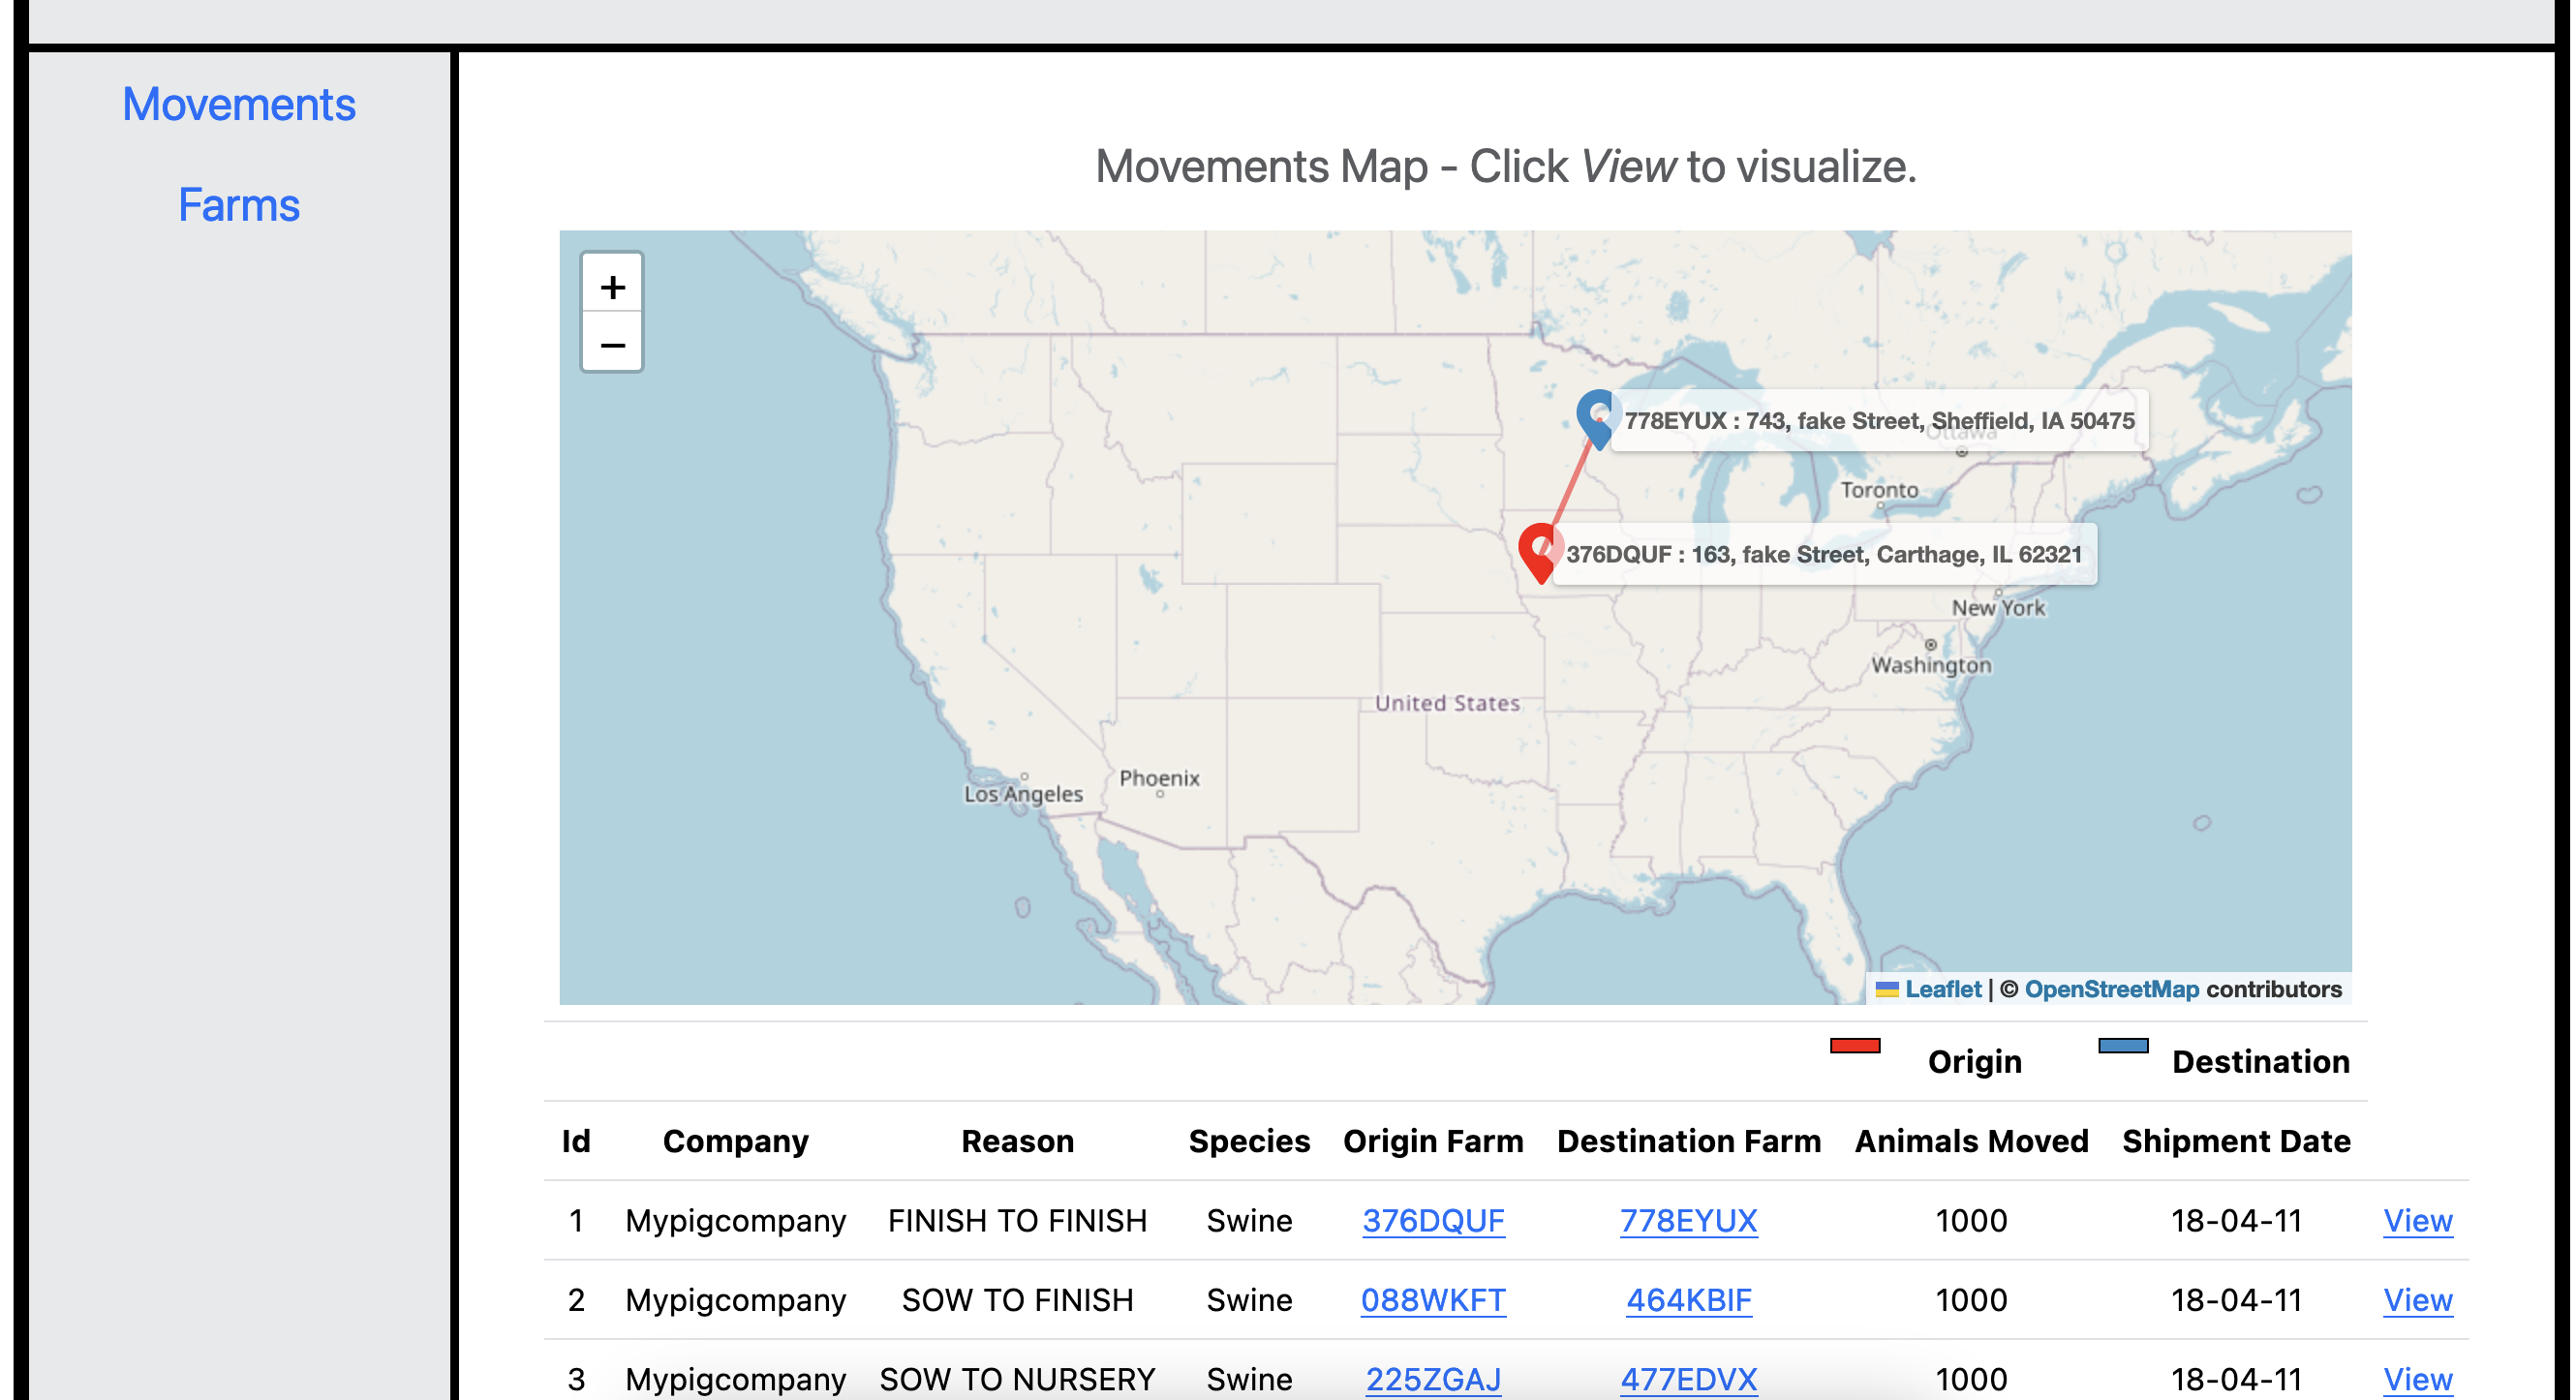 Movements
Farms
Movements Map - Click View to visualize.
+
−
778EYUX : 743, fake Street, Sheffield, IA 50475
Ottawa
Toronto
376DQUF : 163, fake Street, Carthage, IL 62321
New York
Washington
United States
Phoenix
Los Angeles
Leaflet | © OpenStreetMap contributors
Origin Destination
Id Company Reason Species Origin Farm Destination Farm Animals Moved Shipment Date
1 Mypigcompany FINISH TO FINISH Swine 376DQUF 778EYUX 1000 18-04-11 View
2 Mypigcompany SOW TO FINISH Swine 088WKFT 464KBIF 1000 18-04-11 View
3 Mypigcompany SOW TO NURSERY Swine 225ZGAJ 477EDVX 1000 18-04-11 View